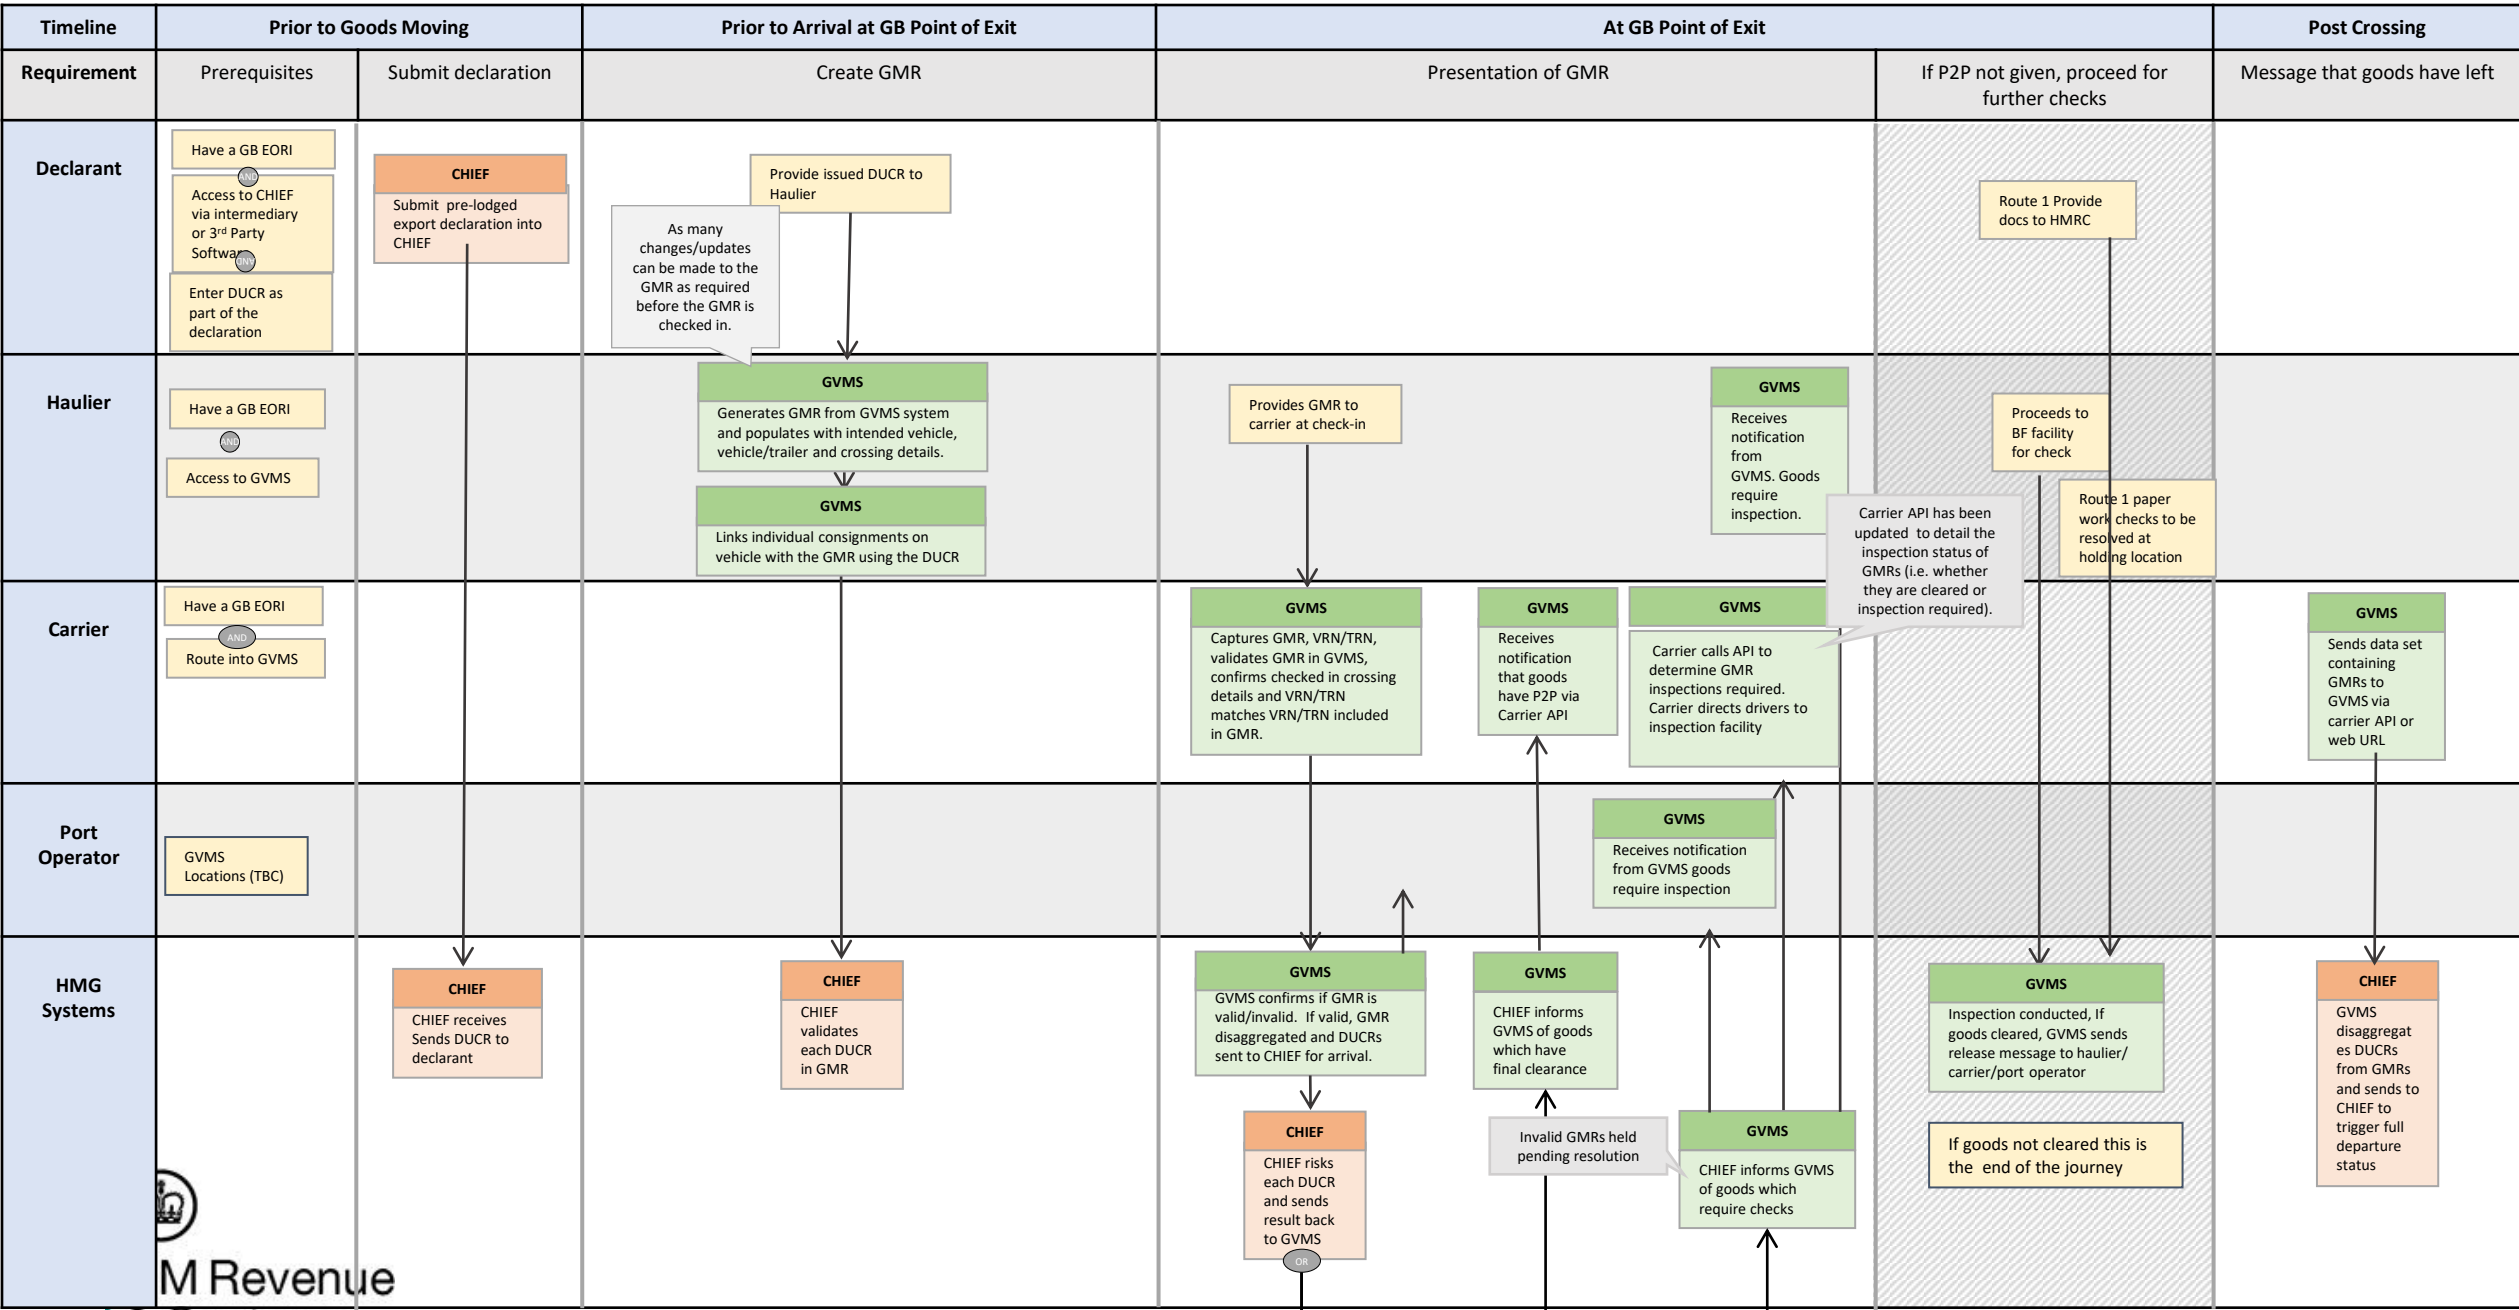 Timeline
Prior to Goods Moving
Prior to Arrival at GB Point of Exit
At GB Point of Exit
Post Crossing
Requirement
Prerequisites
Submit declaration
Create GMR
Presentation of GMR
If P2P not given, proceed for
further checks
Message that goods have left
Declarant
Have a GB EORI
AND
Access to CHIEF
via intermediary
or 3rd Party
Software
AND
Enter DUCR as
part of the
declaration
CHIEF
Submit  pre-lodged
export declaration into
CHIEF
Provide issued DUCR to
Haulier
As many
changes/updates
can be made to the
GMR as required
before the GMR is
checked in.
Route 1 Provide
docs to HMRC
Haulier
Have a GB EORI
AND
Access to GVMS
GVMS
Generates GMR from GVMS system
and populates with intended vehicle,
vehicle/trailer and crossing details.
GVMS
Links individual consignments on
vehicle with the GMR using the DUCR
Provides GMR to
carrier at check-in
GVMS
Receives
notification
from
GVMS. Goods
require
inspection.
Proceeds to
BF facility
for check
Route 1 paper
work checks to be
resolved at
holding location
Carrier API has been
updated  to detail the
inspection status of
GMRs (i.e. whether
they are cleared or
inspection required).
Carrier
Have a GB EORI
AND
Route into GVMS
GVMS
Captures GMR, VRN/TRN,
validates GMR in GVMS,
confirms checked in crossing
details and VRN/TRN
matches VRN/TRN included
in GMR.
GVMS
Receives
notification
that goods
have P2P via
Carrier API
GVMS
Carrier calls API to
determine GMR
inspections required.
Carrier directs drivers to
inspection facility
GVMS
Sends data set
containing
GMRs to
GVMS via
carrier API or
web URL
Port
Operator
GVMS
Locations (TBC)
GVMS
Receives notification
from GVMS goods
require inspection
HMG
Systems
CHIEF
CHIEF receives
Sends DUCR to
declarant
CHIEF
CHIEF
validates
each DUCR
in GMR
GVMS
GVMS confirms if GMR is
valid/invalid.  If valid, GMR
disaggregated and DUCRs
sent to CHIEF for arrival.
CHIEF
CHIEF risks
each DUCR
and sends
result back
to GVMS
OR
GVMS
CHIEF informs
GVMS of goods
which have
final clearance
Invalid GMRs held
pending resolution
GVMS
CHIEF informs GVMS
of goods which
require checks
GVMS
Inspection conducted, If
goods cleared, GVMS sends
release message to haulier/
carrier/port operator
If goods not cleared this is
the  end of the journey
CHIEF
GVMS
disaggregat
es DUCRs
from GMRs
and sends to
CHIEF to
trigger full
departure
status
M Revenue